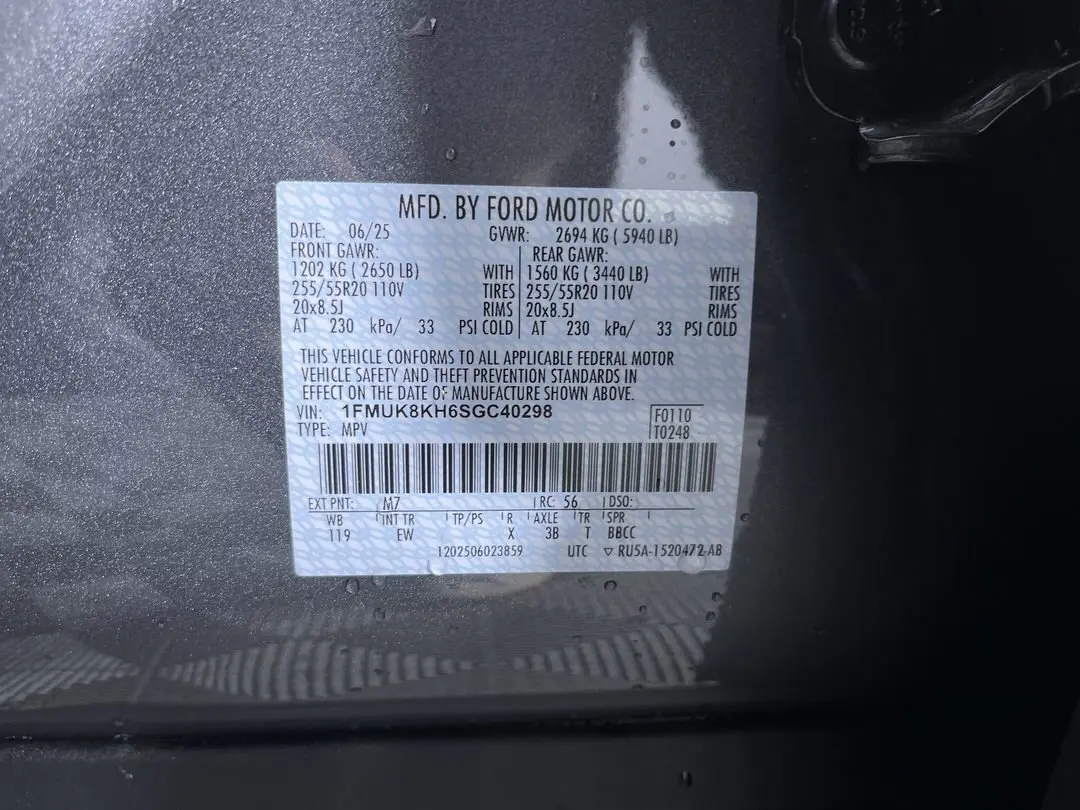 MFD. BY FORD MOTOR CO.
DATE: 06/25 GVWR: 2694 KG ( 5940 LB)
FRONT GAWR: REAR GAWR:
1202 KG ( 2650 LB) WITH 1560 KG ( 3440 LB) WITH
255/55R20 110V TIRES 255/55R20 110V TIRES
20x8.5J RIMS 20x8.5J RIMS
AT 230 kPa/ 33 PSI COLD AT 230 kPa/ 33 PSI COLD
THIS VEHICLE CONFORMS TO ALL APPLICABLE FEDERAL MOTOR
VEHICLE SAFETY AND THEFT PREVENTION STANDARDS IN
EFFECT ON THE DATE OF MANUFACTURE SHOWN ABOVE.
VIN: 1FMUK8KH6SGC40298 F0110
TYPE: MPV T0248
EXT PNT: M7 RC: 56 DSO:
WB INT TR TP/PS R AXLE TR SPR
119 EW X 3B T BBCC
1202506023859 UTC ▽ RU5A-1520472-AB